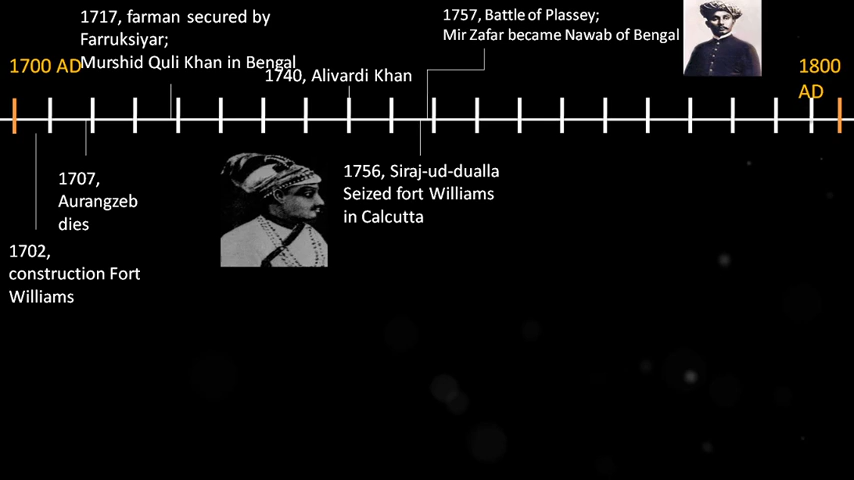 1700 AD
1717, farman secured by
Farruksiyar;
Murshid Quli Khan in Bengal
1740, Alivardi Khan
1757, Battle of Plassey;
Mir Zafar became Nawab of Bengal
1800
AD
1702,
construction Fort
Williams
1707,
Aurangzeb
dies
1756, Siraj-ud-dualla
Seized fort Williams
in Calcutta